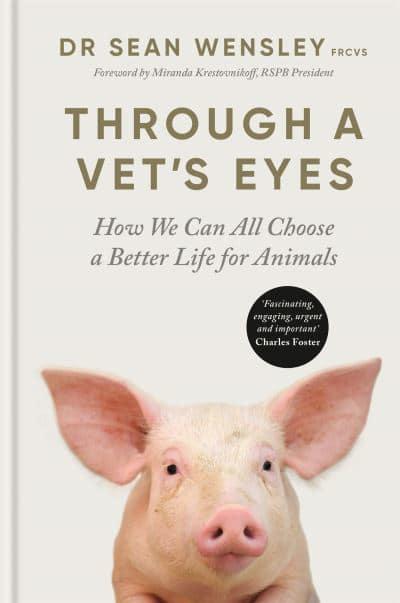 DR SEAN WENSLEY FRCVS
Foreword by Miranda Krestovnikoff, RSPB President
THROUGH A
VET'S EYES
How We Can All Choose
a Better Life for Animals
'Fascinating,
engaging, urgent
and important'
Charles Foster